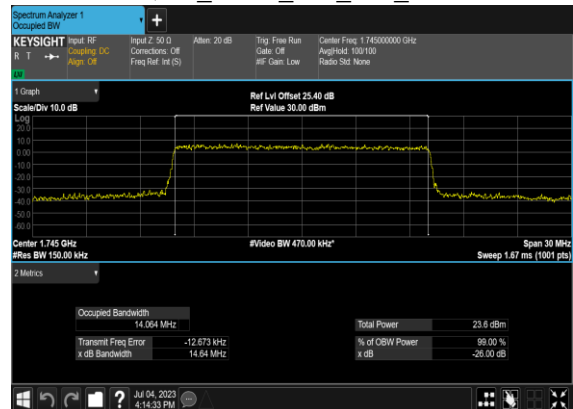 Spectrum Analyzer 1
Occupied BW
KEYSIGHT
R T
LXI
Input: RF
Coupling: DC
Align: Off
Input Z: 50 Ω
Corrections: Off
Freq Ref: Int (S)
Atten: 20 dB
Trig: Free Run
Gate: Off
#IF Gain: Low
Center Freq: 1.745000000 GHz
Avg|Hold: 100/100
Radio Std: None
1 Graph
Scale/Div 10.0 dB
Ref Lvl Offset 25.40 dB
Ref Value 30.00 dBm
Log
20.0
10.0
0.00
-10.0
-20.0
-30.0
-40.0
-50.0
-60.0
Center 1.745 GHz
#Res BW 150.00 kHz
#Video BW 470.00 kHz*
Span 30 MHz
Sweep 1.67 ms (1001 pts)
2 Metrics
Occupied Bandwidth
14.064 MHz
Total Power 23.6 dBm
Transmit Freq Error -12.673 kHz
% of OBW Power 99.00 %
x dB Bandwidth 14.64 MHz
x dB -26.00 dB
?
Jul 04, 2023
4:14:33 PM